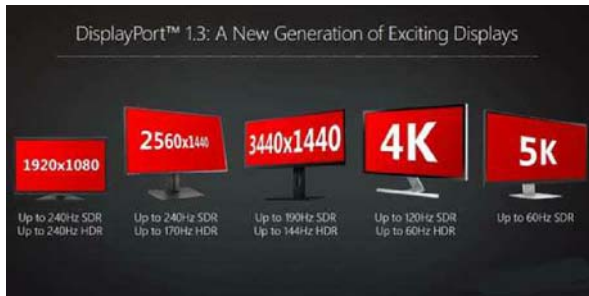 DisplayPort™ 1.3: A New Generation of Exciting Displays
1920x1080
2560x1440
3440x1440
4K
5K
Up to 240Hz SDR
Up to 240Hz HDR
Up to 240Hz SDR
Up to 170Hz HDR
Up to 190Hz SDR
Up to 144Hz HDR
Up to 120Hz SDR
Up to 60Hz HDR
Up to 60Hz SDR